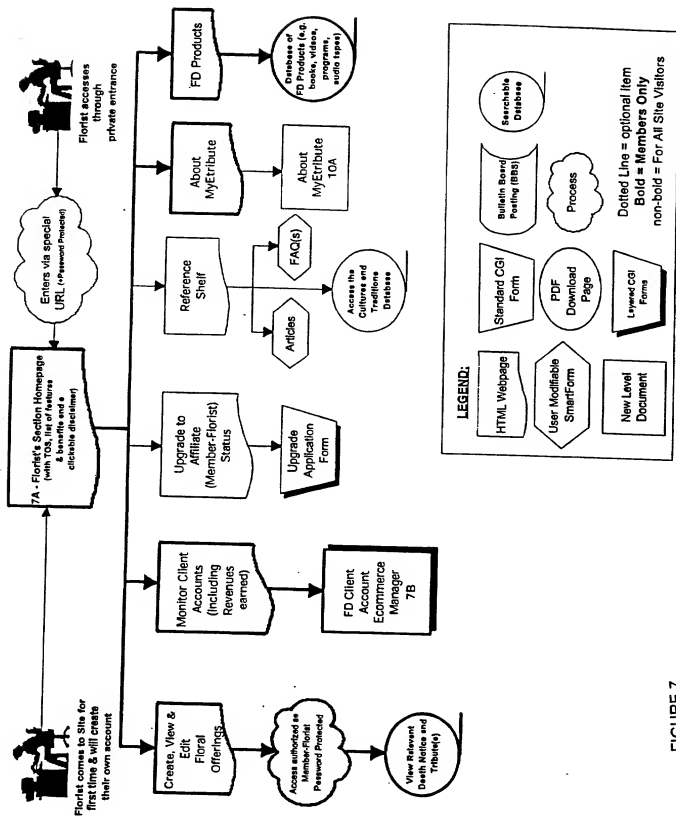 Florist comes to Site for
first time & will create
their own account
7A - Florist's Section Homepage
(with TOS, list of features
& benefits and a
clickable disclaimer)
Enters via special
URL (+Password Protected)
Florist accesses
through
private entrance
Create, View &
Edit
Floral
Offerings
Monitor Client
Accounts
(Including
Revenues
earned)
Upgrade to
Affiliate
(Member-Florist)
Status
Reference
Shelf
About
MyEtribute
FD Products
Access authorized as
Member-Florist
Password Protected
View Relevant
Death Notice and
Tribute(s)
FD Client
Account
Ecommerce
Manager
7B
Upgrade
Application
Form
Articles
FAQ(s)
Access the
Cultures and
Traditions
Database
About
MyEtribute
10A
Database of
FD Products (e.g.
books, videos,
programs,
audio tapes)
LEGEND:
HTML Webpage
Standard CGI
Form
Bulletin Board
Posting (BBS)
Searchable
Database
User Modifiable
SmartForm
PDF
Download
Page
Process
New Level
Document
Layered CGI
Forms
Dotted Line = optional item
Bold = Members Only
non-bold = For All Site Visitors
FIGURE 7